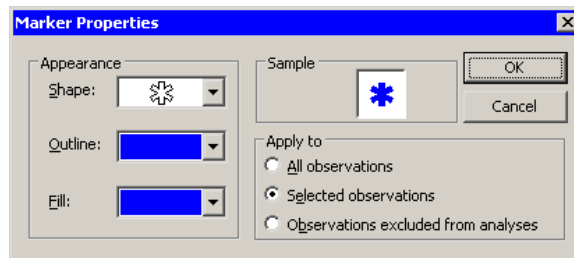 Marker Properties
Appearance
Shape:
Outline:
Fill:
Sample
OK
Cancel
Apply to
All observations
Selected observations
Observations excluded from analyses